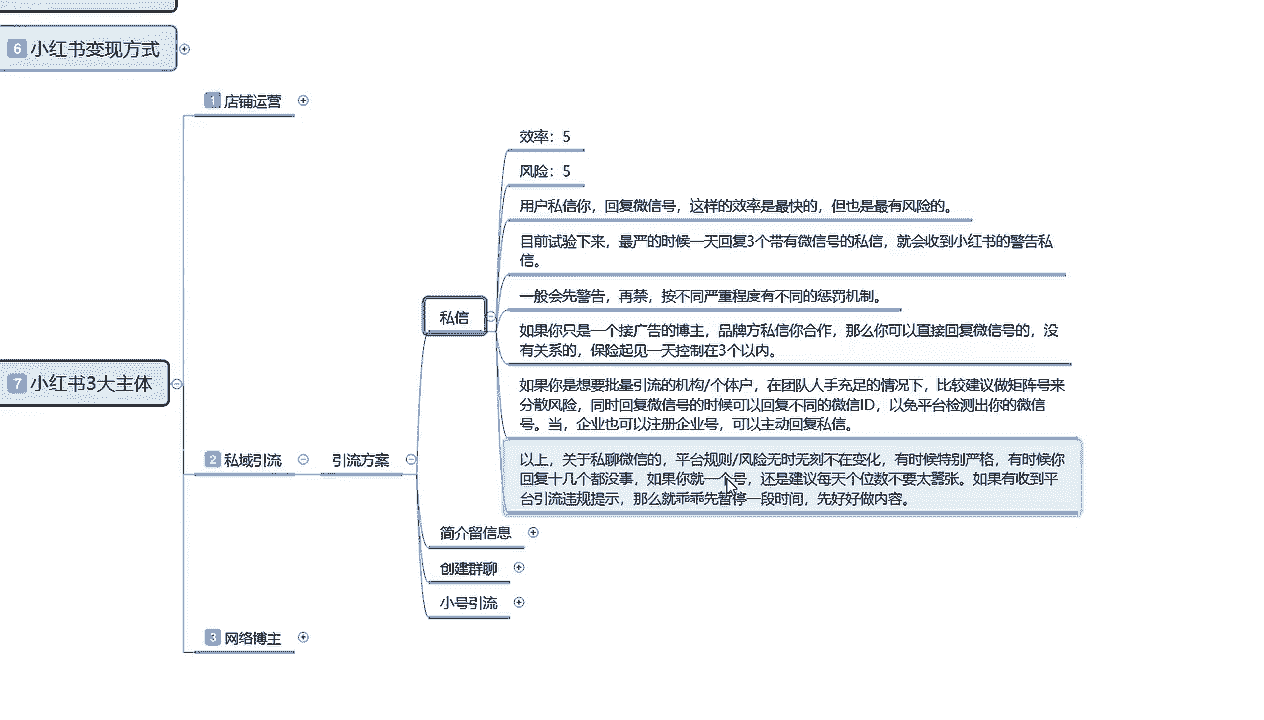 6 小红书变现方式
1 店铺运营
效率：5
风险：5
用户私信你，回复微信号，这样的效率是最快的，但也是最有风险的。
目前试验下来，最严的时候一天回复3个带有微信号的私信，就会收到小红书的警告私
信。
一般会先警告，再禁，按不同严重程度有不同的惩罚机制。
私信
如果你只是一个接广告的博主，品牌方私信你合作，那么你可以直接回复微信号的，没
有关系的，保险起见一天控制在3个以内。
7 小红书3大主体
如果你是想要批量引流的机构/个体户，在团队人手充足的情况下，比较建议做矩阵号来
分散风险，同时回复微信号的时候可以回复不同的微信ID，以免平台检测出你的微信
号。当，企业也可以注册企业号，可以主动回复私信。
2 私域引流
引流方案
以上，关于私聊微信的，平台规则/风险无时无刻不在变化，有时候特别严格，有时候你
回复十几个都没事，如果你就一个号，还是建议每天个位数不要太嚣张。如果有收到平
台引流违规提示，那么就乖乖先暂停一段时间，先好好做内容。
简介留信息
创建群聊
小号引流
3 网络博主